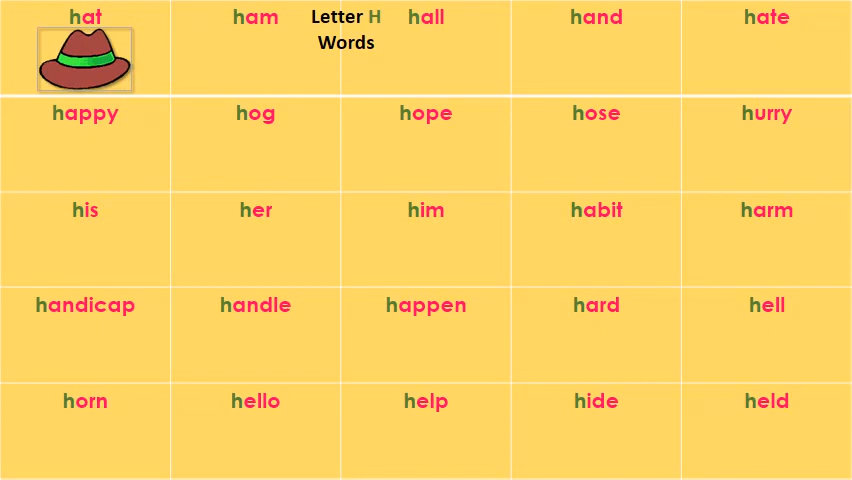 Letter H
Words
hat ham hall hand hate
happy hog hope hose hurry
his her him habit harm
handicap handle happen hard hell
horn hello help hide held